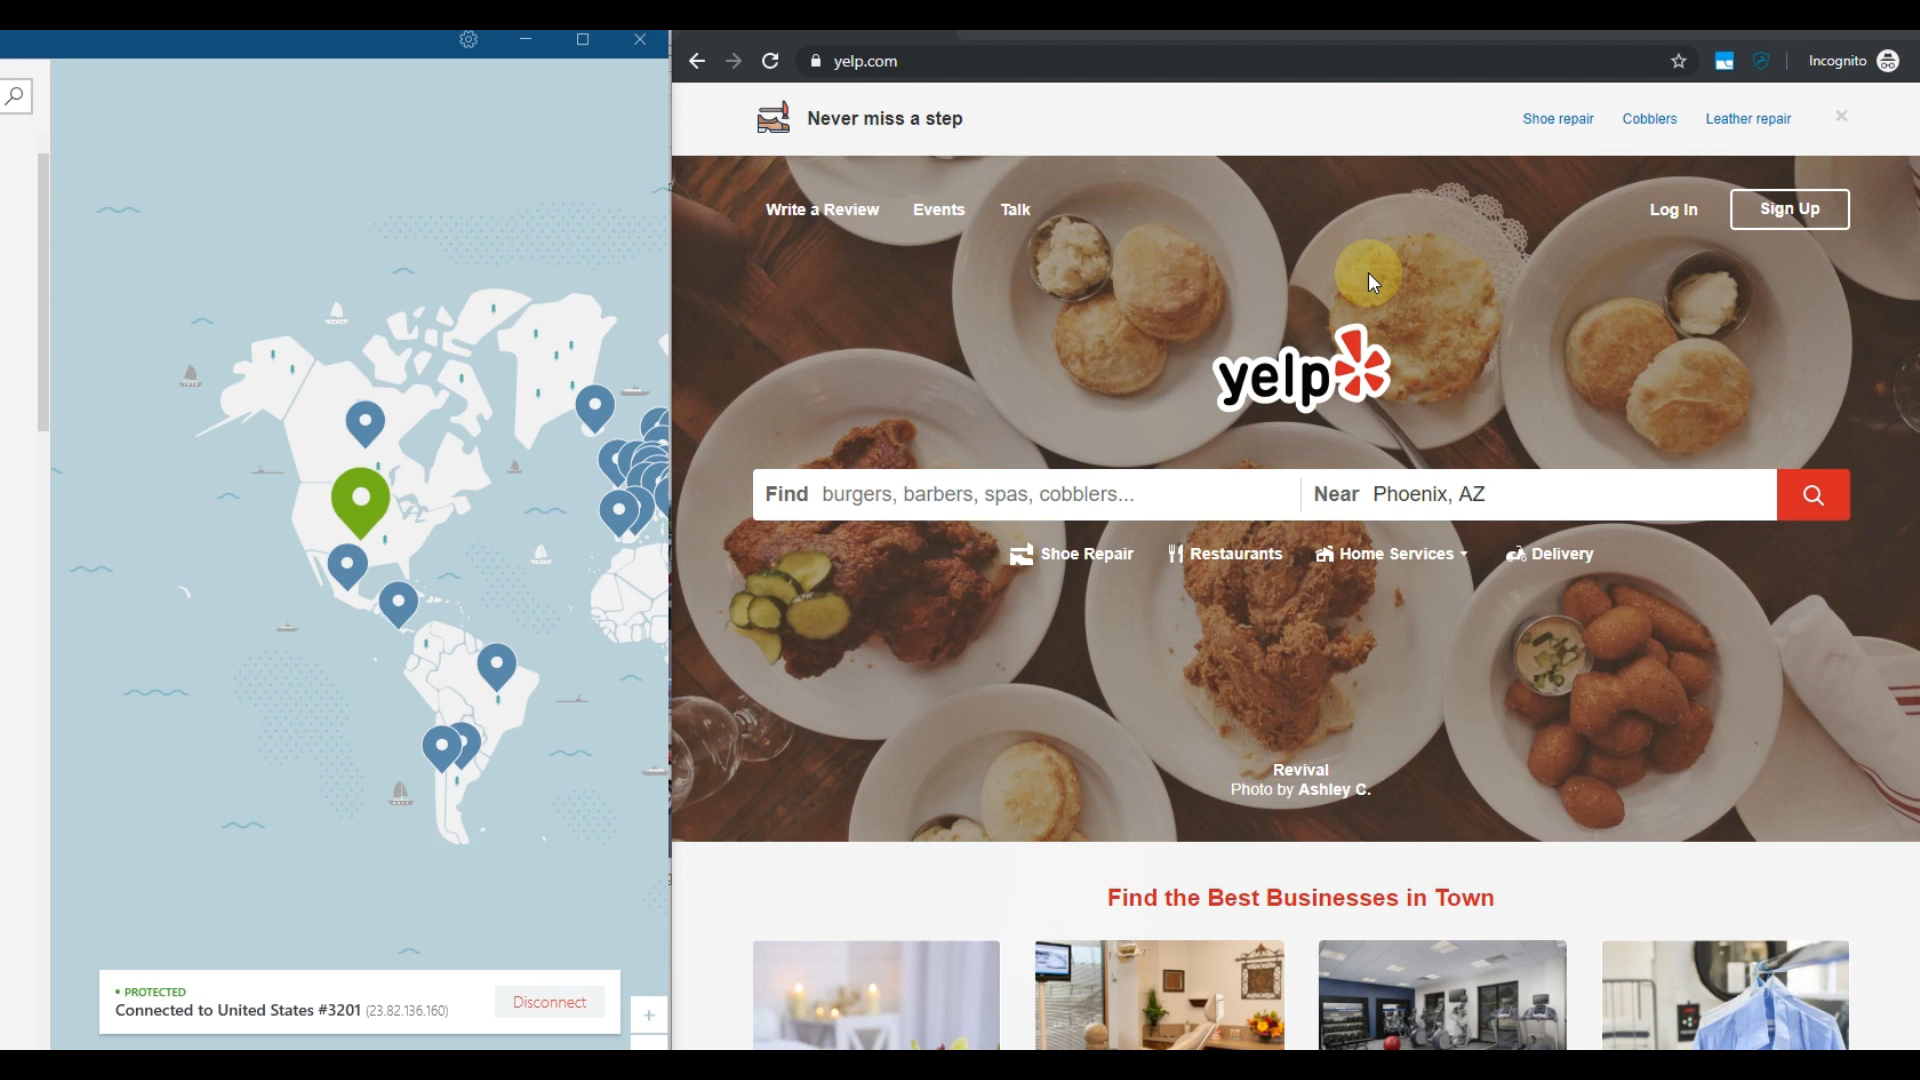 yelp.com
Incognito
Never miss a step
Shoe repair
Cobblers
Leather repair
Write a Review
Events
Talk
Log In
Sign Up
yelp
Find burgers, barbers, spas, cobblers...
Near Phoenix, AZ
Shoe Repair
Restaurants
Home Services
Delivery
Revival
Photo by Ashley C.
Find the Best Businesses in Town
• PROTECTED
Connected to United States #3201 (23.82.136.160)
Disconnect
+